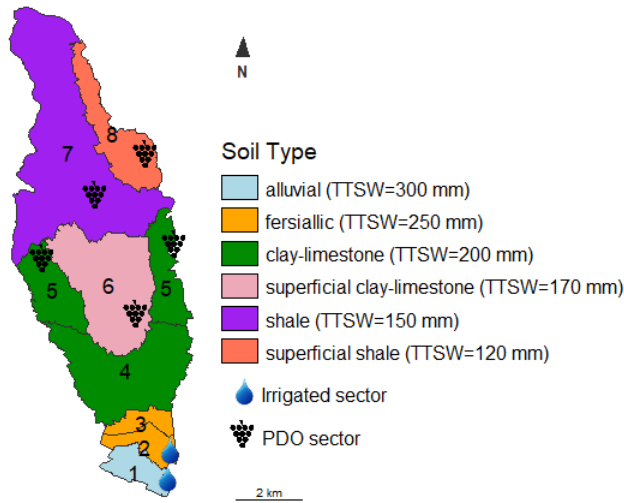 N
8
7
Soil Type
alluvial (TTSW=300 mm)
fersiallic (TTSW=250 mm)
clay-limestone (TTSW=200 mm)
superficial clay-limestone (TTSW=170 mm)
shale (TTSW=150 mm)
superficial shale (TTSW=120 mm)
Irrigated sector
PDO sector
5
6
5
4
3
2
1
2 km